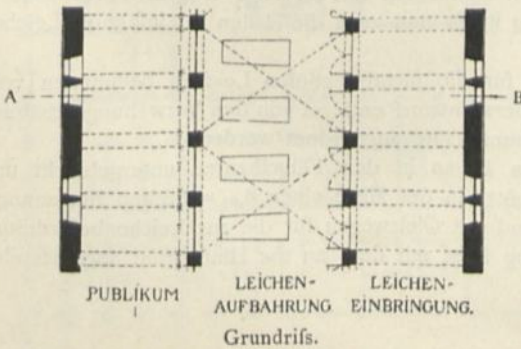 A
B
PUBLIKUM
LEICHEN-
AUFBAHRUNG
LEICHEN-
EINBRINGUNG.
Grundriſs.